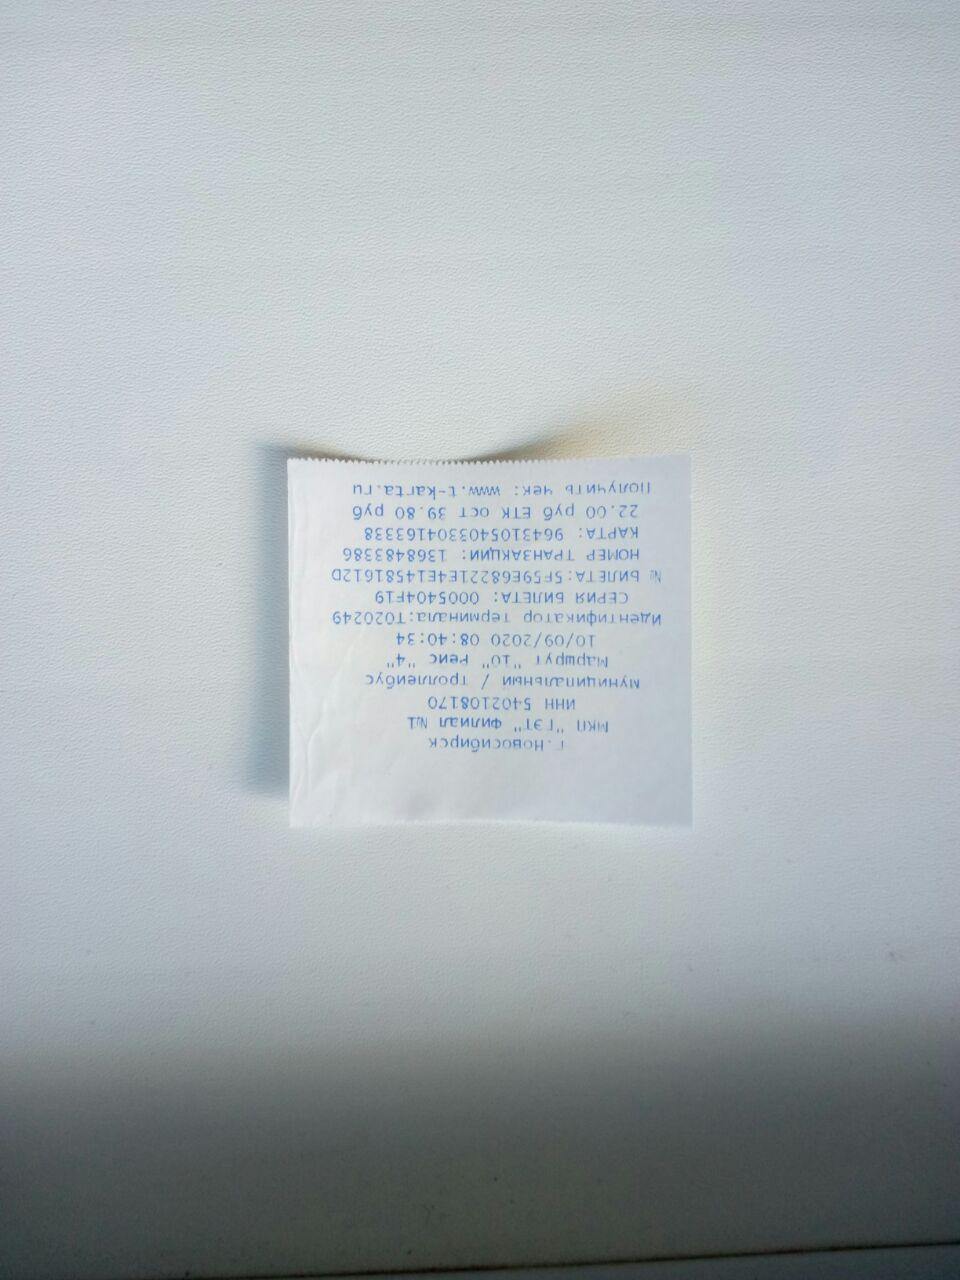 г.Новосибирск
МКП "ГЭТ" филиал №1
ИНН 5402108170
Муниципальный / Троллейбус
Маршрут "10" Рейс "4"
10/09/2020 08:40:34
Идентификатор терминала:T020249
СЕРИЯ БИЛЕТА: 0005404F19
№ БИЛЕТА:5F59E68221E4E14581612D
НОМЕР ТРАНЗАКЦИИ: 1368483386
КАРТА: 96431054033304163338
22.00 руб ЕТК ост 39.80 руб
Получить чек: www.t-karta.ru